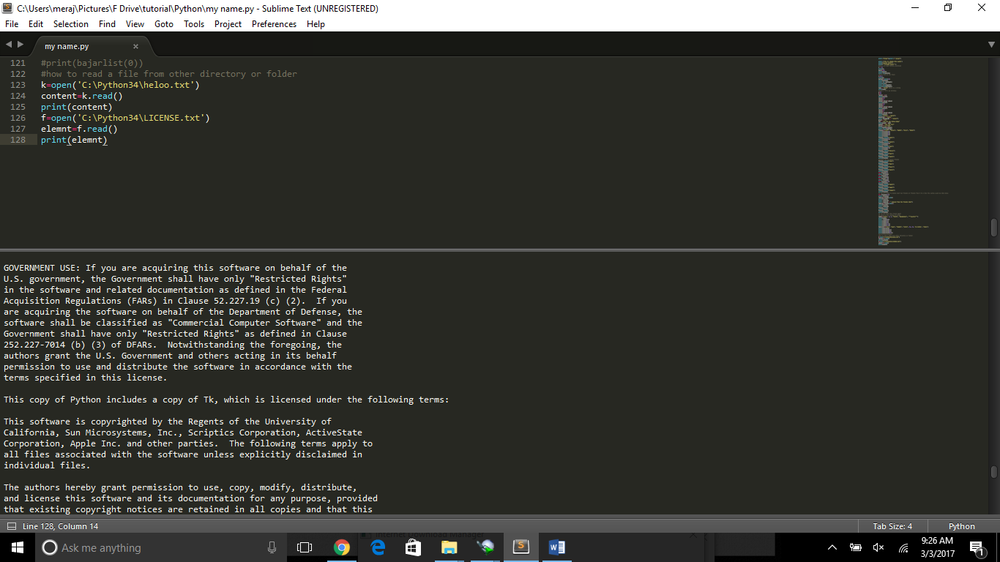 C:\Users\meraj\Pictures\F Drive\tutorial\Python\my name.py - Sublime Text (UNREGISTERED)
File Edit Selection Find View Goto Tools Project Preferences Help
my name.py
121 #print(bajarlist(0))
122 #how to read a file from other directory or folder
123 k=open('C:\Python34\heloo.txt')
124 content=k.read()
125 print(content)
126 f=open('C:\Python34\LICENSE.txt')
127 elemnt=f.read()
128 print(elemnt)
GOVERNMENT USE: If you are acquiring this software on behalf of the
U.S. government, the Government shall have only "Restricted Rights"
in the software and related documentation as defined in the Federal
Acquisition Regulations (FARs) in Clause 52.227.19 (c) (2).  If you
are acquiring the software on behalf of the Department of Defense, the
software shall be classified as "Commercial Computer Software" and the
Government shall have only "Restricted Rights" as defined in Clause
252.227-7014 (b) (3) of DFARs.  Notwithstanding the foregoing, the
authors grant the U.S. Government and others acting in its behalf
permission to use and distribute the software in accordance with the
terms specified in this license.
This copy of Python includes a copy of Tk, which is licensed under the following terms:
This software is copyrighted by the Regents of the University of
California, Sun Microsystems, Inc., Scriptics Corporation, ActiveState
Corporation, Apple Inc. and other parties.  The following terms apply to
all files associated with the software unless explicitly disclaimed in
individual files.
The authors hereby grant permission to use, copy, modify, distribute,
and license this software and its documentation for any purpose, provided
that existing copyright notices are retained in all copies and that this
Line 128, Column 14
Tab Size: 4
Python
Internet Download Manager
Ask me anything
9:26 AM
3/3/2017
1